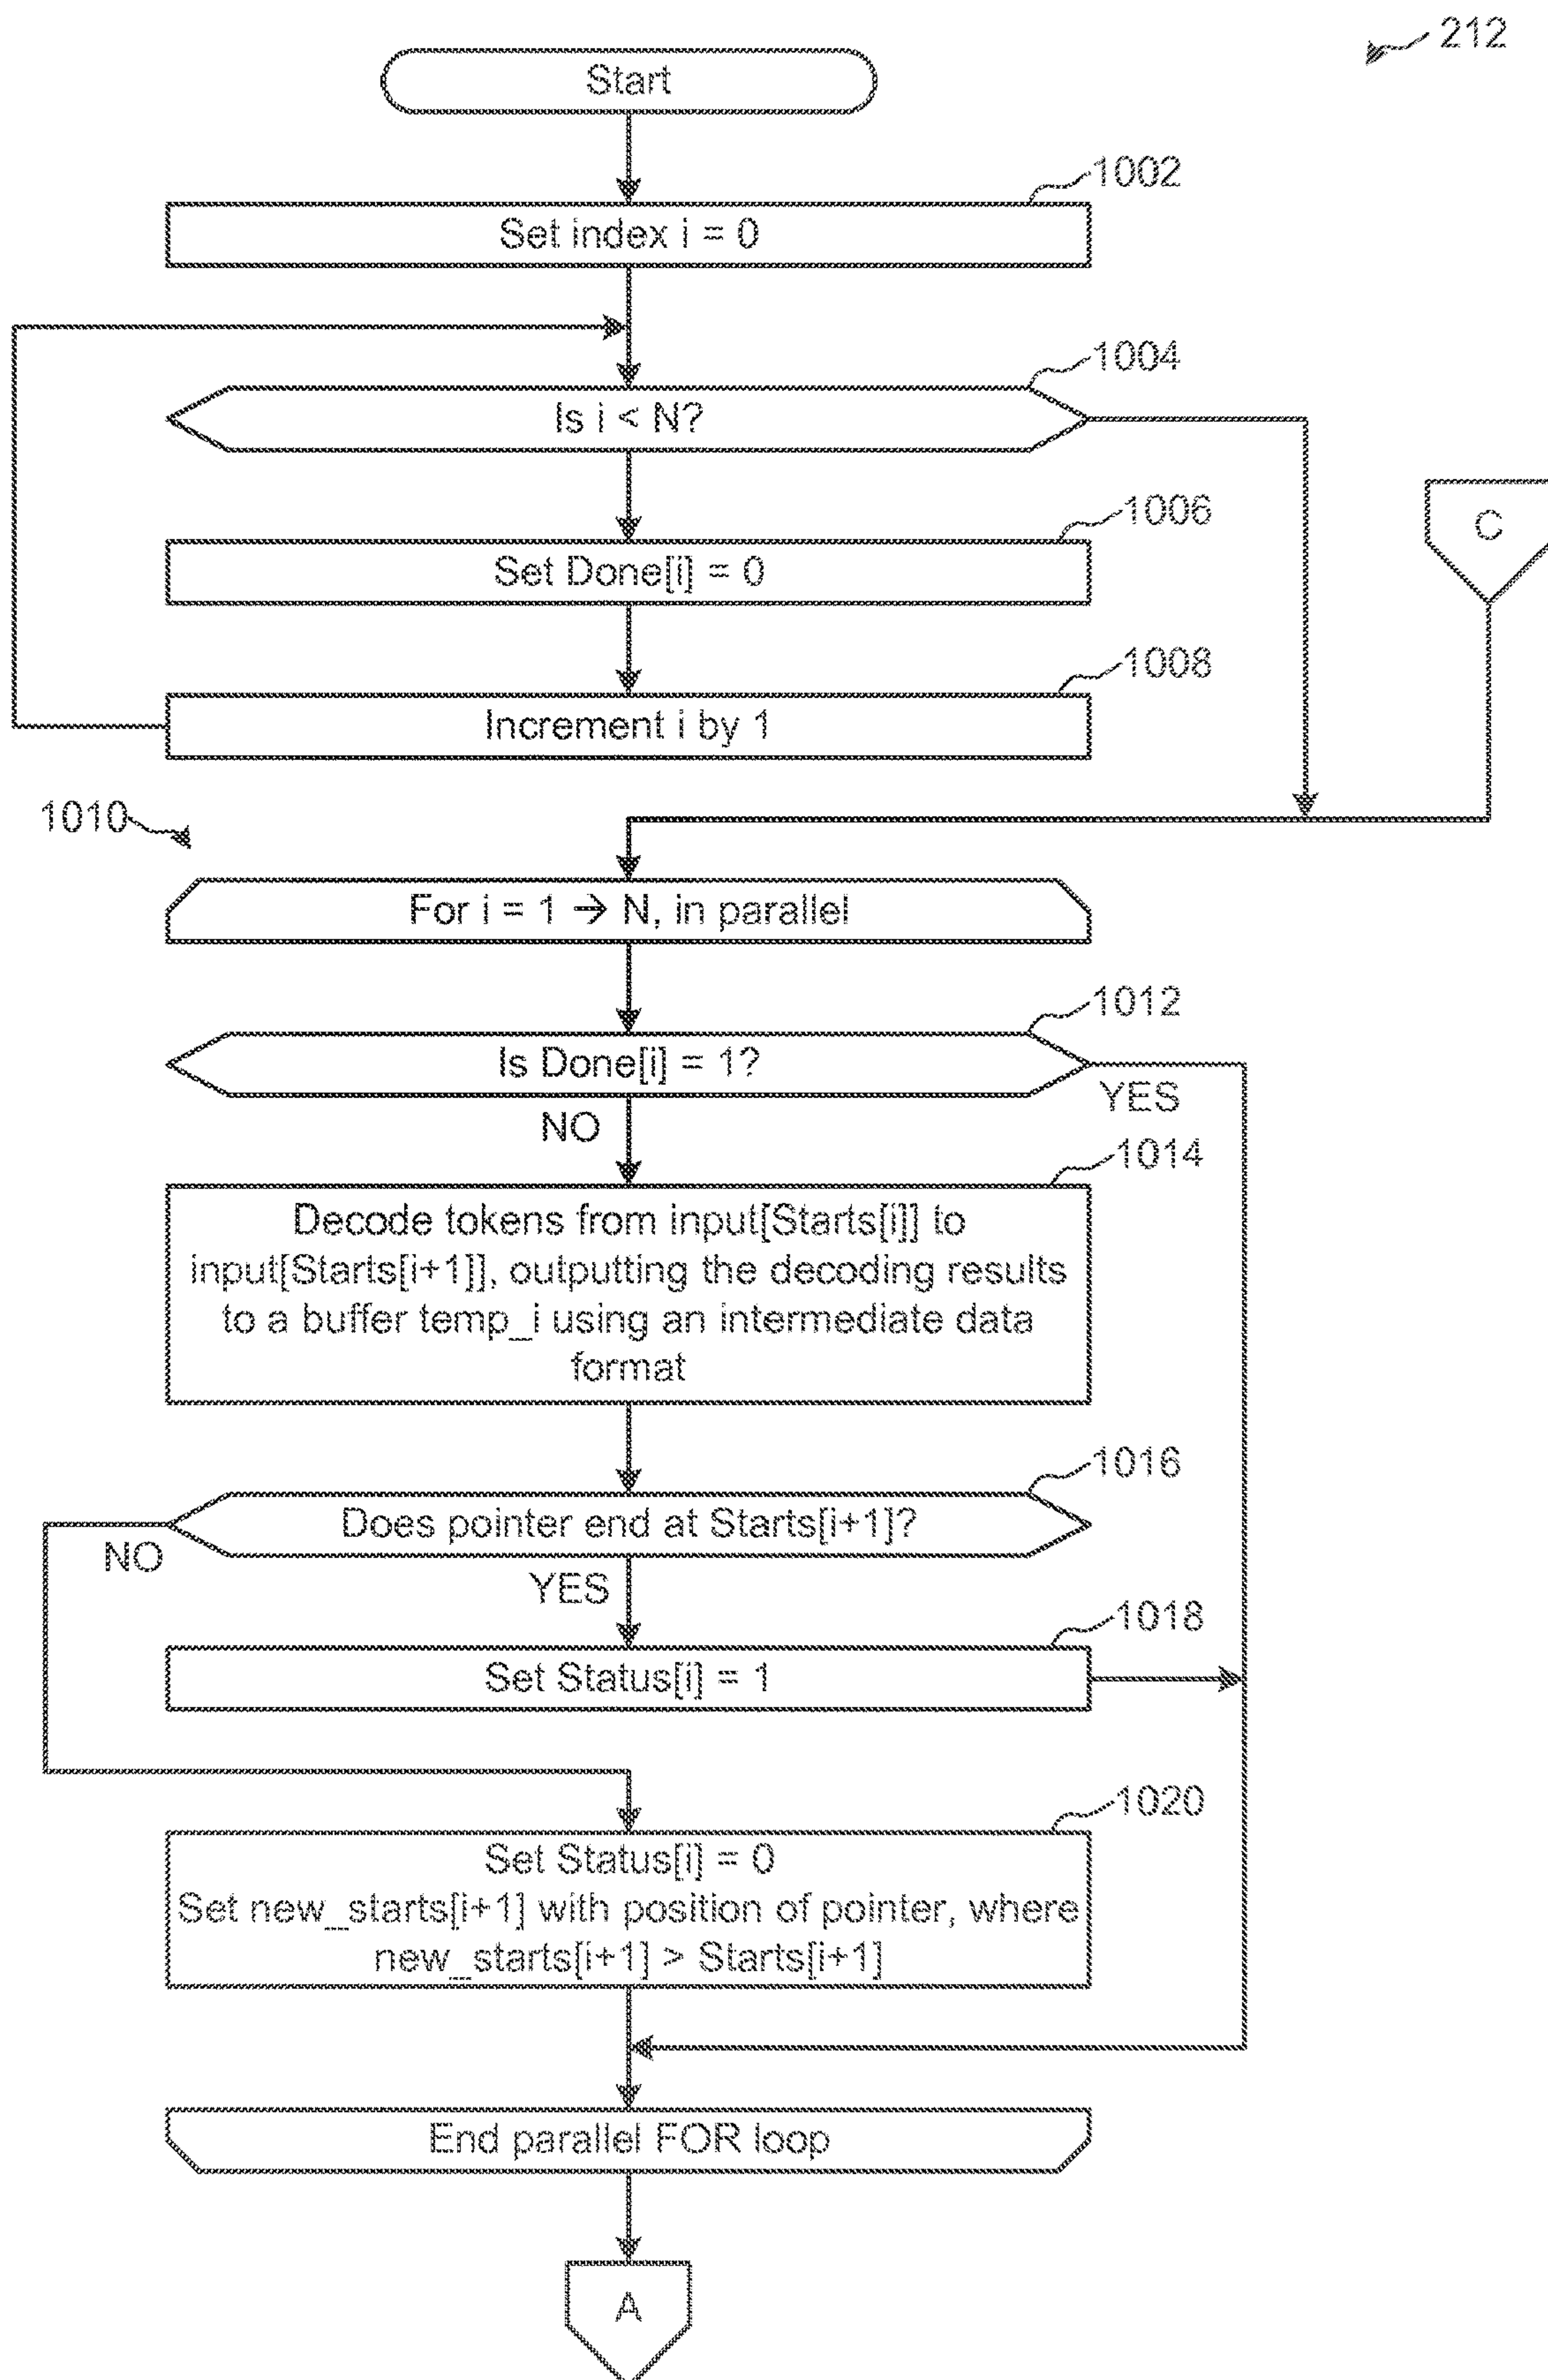 212
Start
1002
Set index i = 0
1004
Is i < N?
C
1006
Set Done[i] = 0
1008
Increment i by 1
1010
For i = 1 → N, in parallel
1012
Is Done[i] = 1?
YES
NO
1014
Decode tokens from input[Starts[i]] to
input[Starts[i+1]], outputting the decoding results
to a buffer temp_i using an intermediate data
format
1016
Does pointer end at Starts[i+1]?
NO
YES
1018
Set Status[i] = 1
1020
Set Status[i] = 0
Set new_starts[i+1] with position of pointer, where
new_starts[i+1] > Starts[i+1]
End parallel FOR loop
A